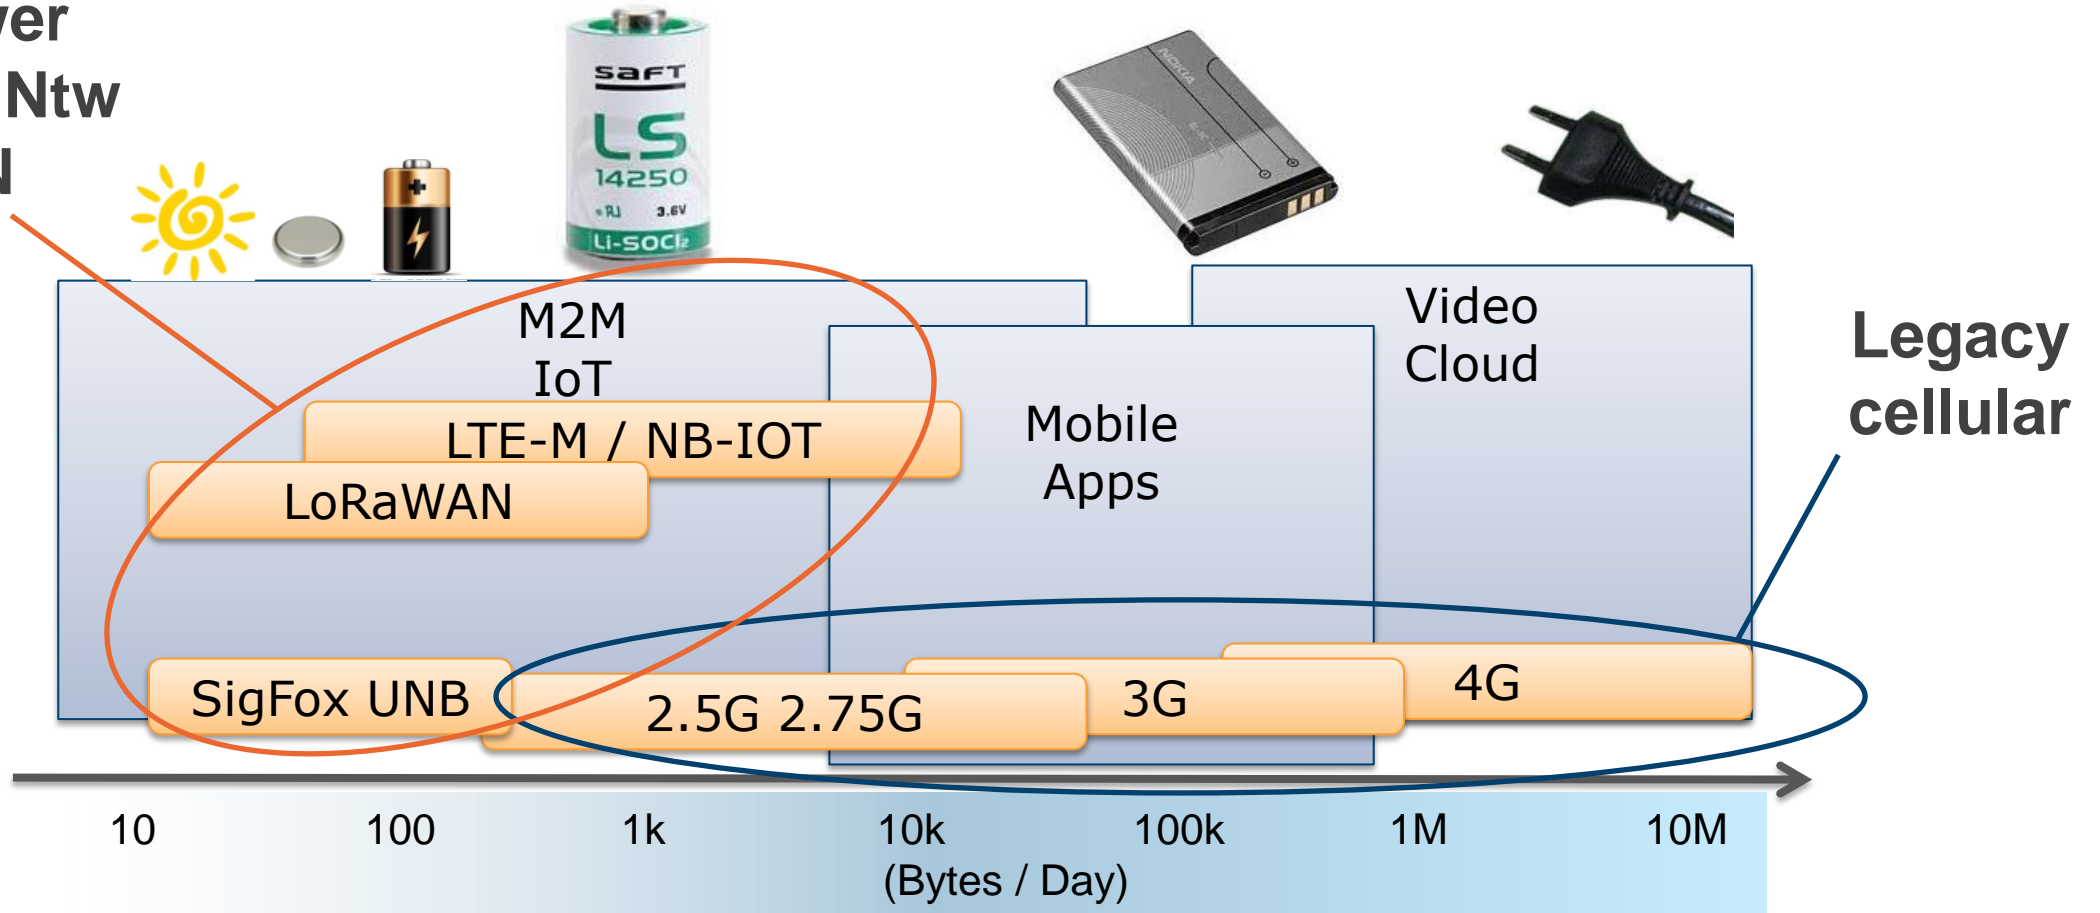 Ntw
saft
LS
14250
3.6V
Li-SOCl₂
NOKIA
M2M
IoT
Video
Cloud
Legacy
cellular
Mobile
Apps
LTE-M / NB-IOT
LoRaWAN
SigFox UNB
2.5G 2.75G
3G
4G
10 100 1k 10k 100k 1M 10M
(Bytes / Day)